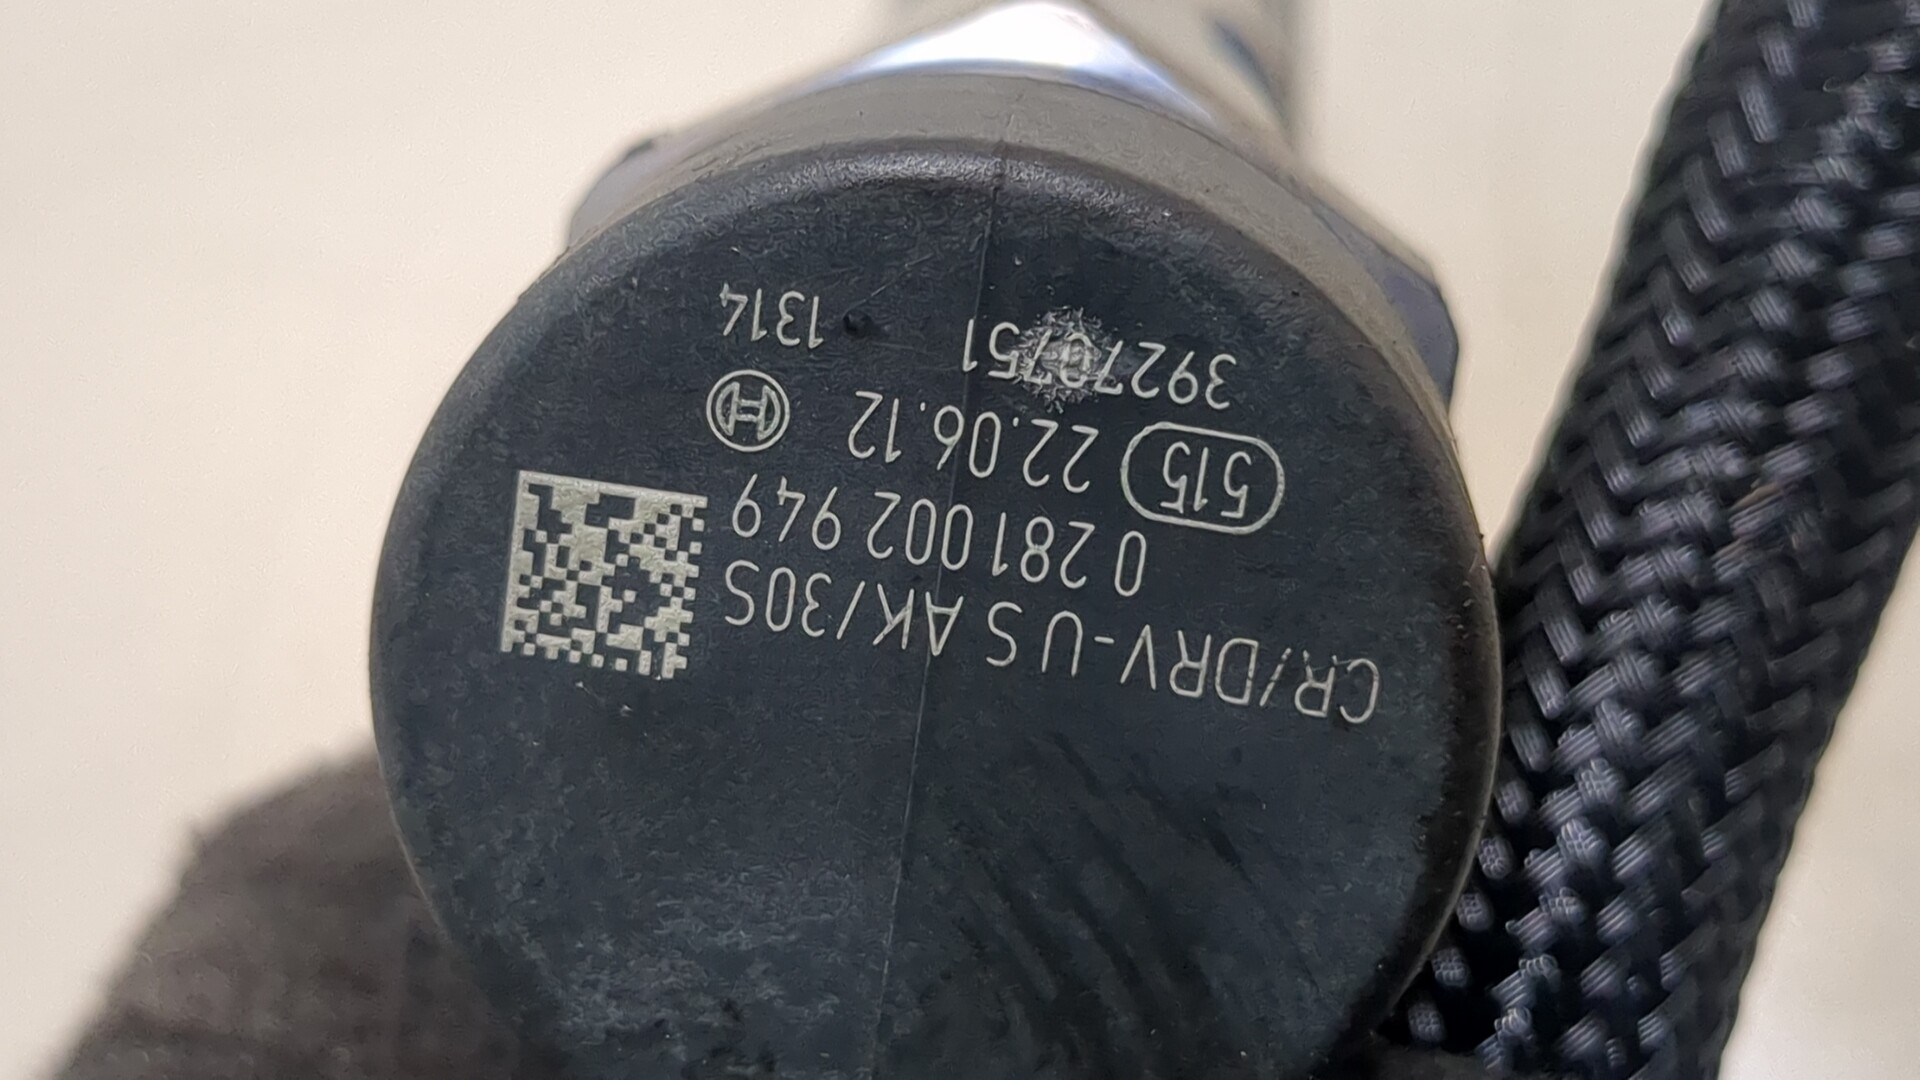 CR/DRV-U S AK/30S
0 281 002 949
515 22.06.12
39270751 1314